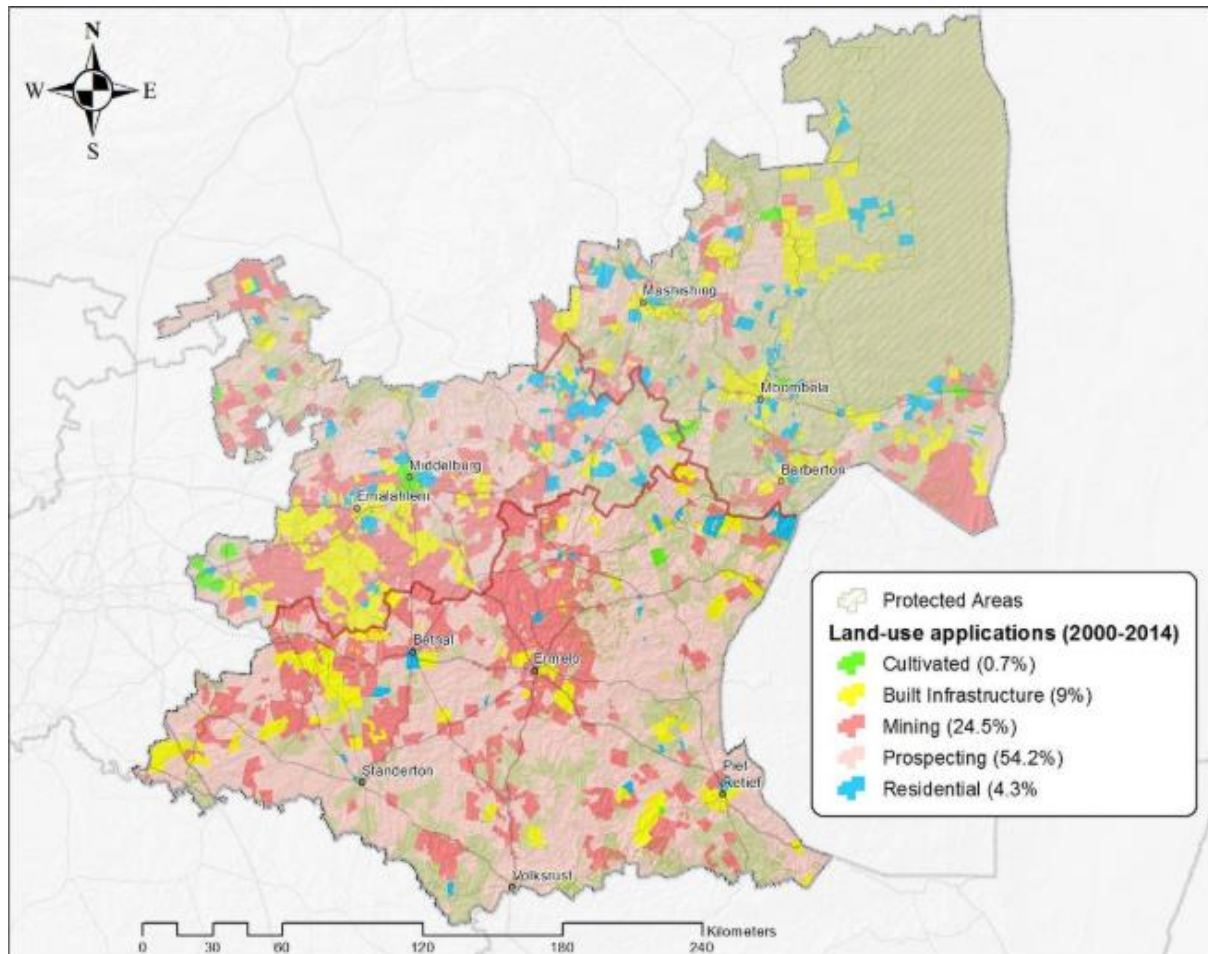 N
W E
S
Mashishing
Mbombela
Middelburg
Emalahleni
Barberton
Bethal
Ermelo
Standerton
Piet
Retief
Volksrust
Protected Areas
Land-use applications (2000-2014)
Cultivated (0.7%)
Built Infrastructure (9%)
Mining (24.5%)
Prospecting (54.2%)
Residential (4.3%
Kilometers
0 30 60 120 180 240